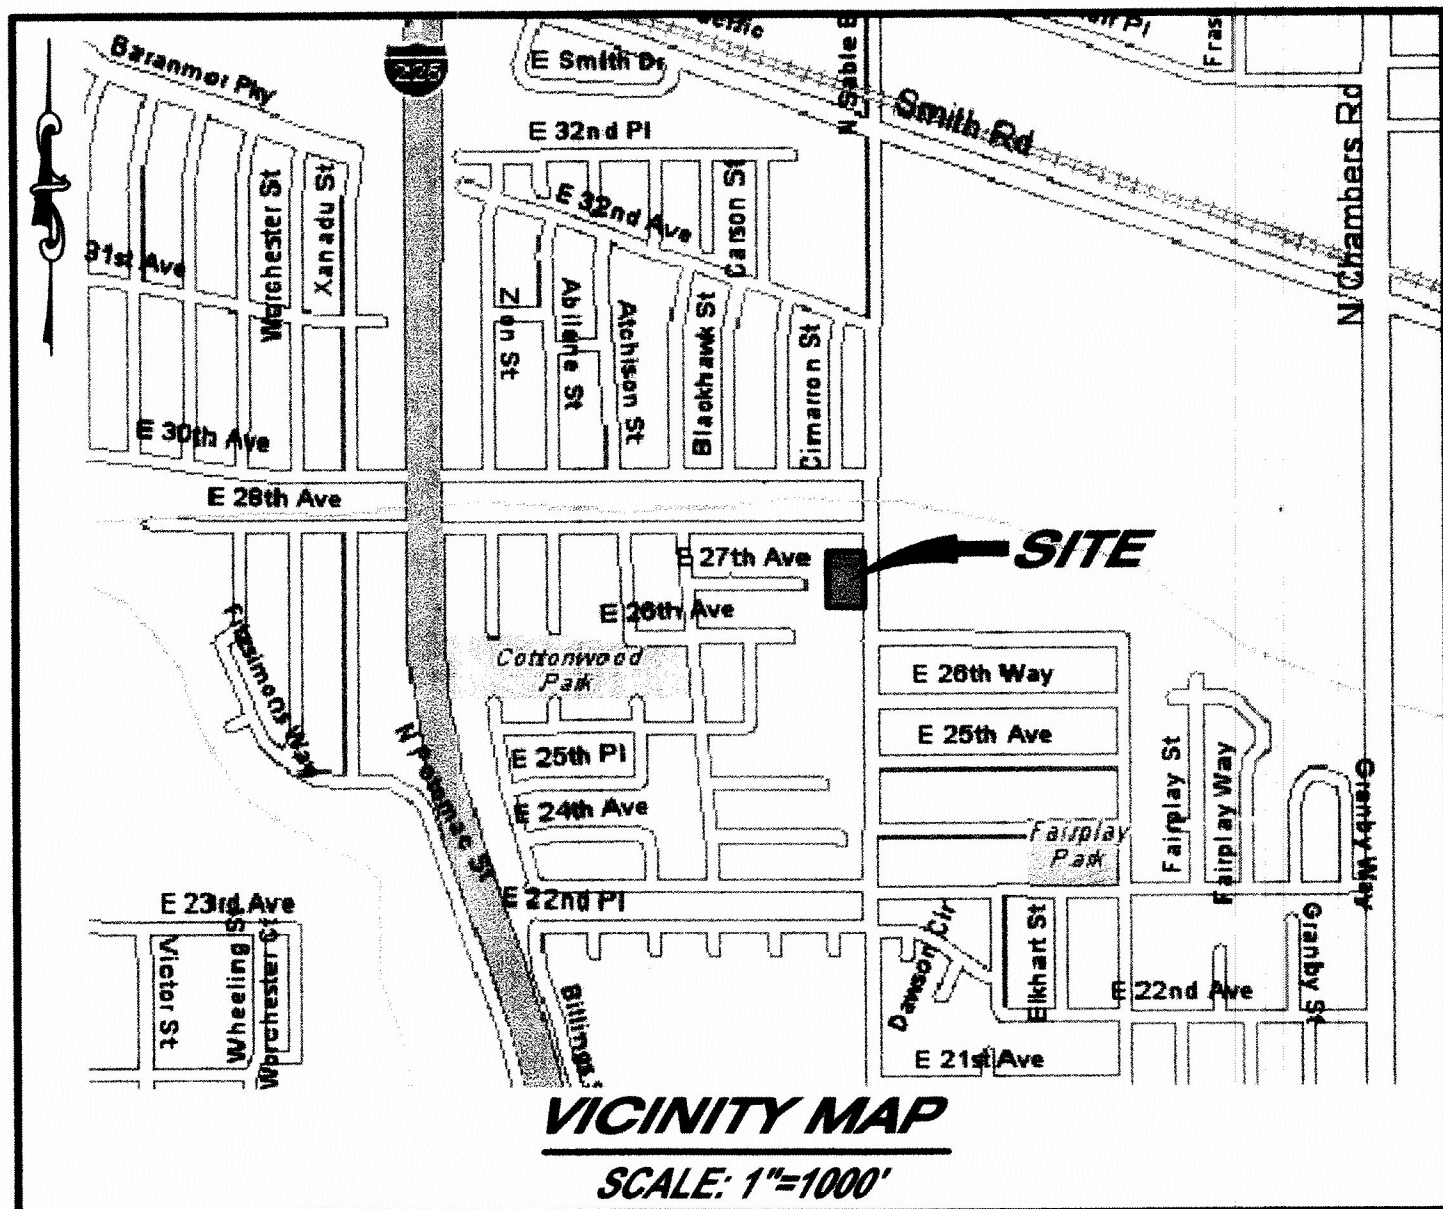 Baranmor Pky
225
E Smith Dr
Smith Rd
N Chambers Rd
E 32nd Pl
E 32nd Ave
Carson St
Worchester St
Xanadu St
31st Ave
Zion St
Abilene St
Atchison St
Blackhawk St
Cimarron St
E 30th Ave
E 28th Ave
E 27th Ave
SITE
E 26th Ave
Cottonwood
Park
E 26th Way
Fitzsimons Way
N Potomac St
E 25th Pl
E 25th Ave
Fairplay St
Fairplay Way
Granby Way
E 24th Ave
Fairplay
Park
E 23rd Ave
E 22nd Pl
Victor St
Wheeling St
Worchester St
Billings
Dawson Cir
Elkhart St
E 22nd Ave
Granby St
E 21st Ave
VICINITY MAP
SCALE: 1"=1000'